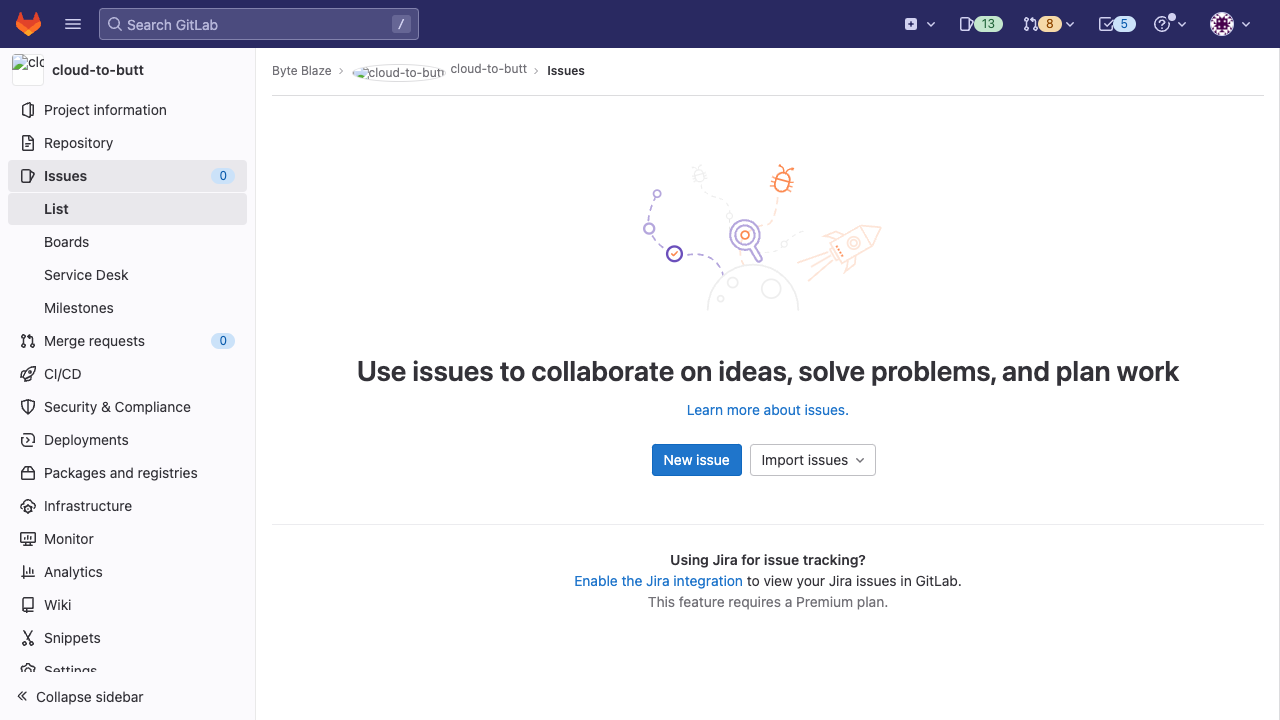 Search GitLab
/
13
8
5
clo
cloud-to-butt
Project information
Repository
Issues 0
List
Boards
Service Desk
Milestones
Merge requests 0
CI/CD
Security & Compliance
Deployments
Packages and registries
Infrastructure
Monitor
Analytics
Wiki
Snippets
Settings
Collapse sidebar
Byte Blaze › cloud-to-butt cloud-to-butt › Issues
Use issues to collaborate on ideas, solve problems, and plan work
Learn more about issues.
New issue
Import issues
Using Jira for issue tracking?
Enable the Jira integration to view your Jira issues in GitLab.
This feature requires a Premium plan.